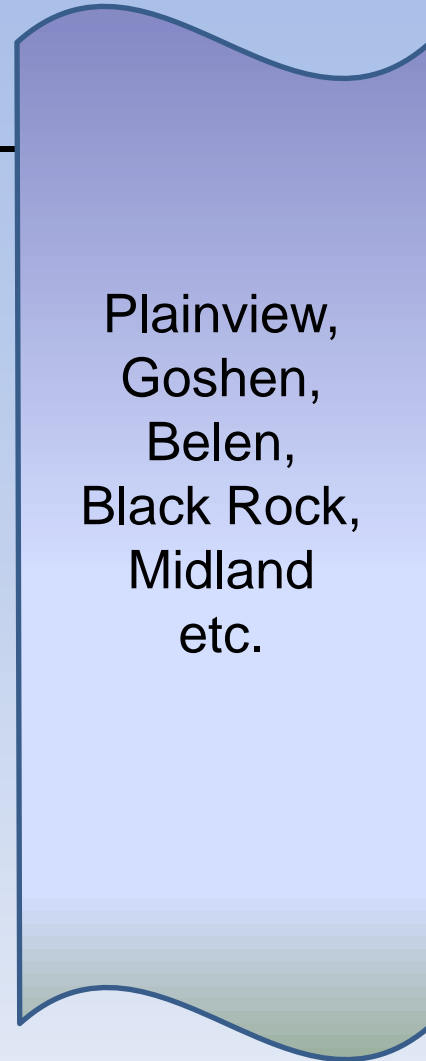 Plainview,
Goshen,
Belen,
Black Rock,
Midland
etc.